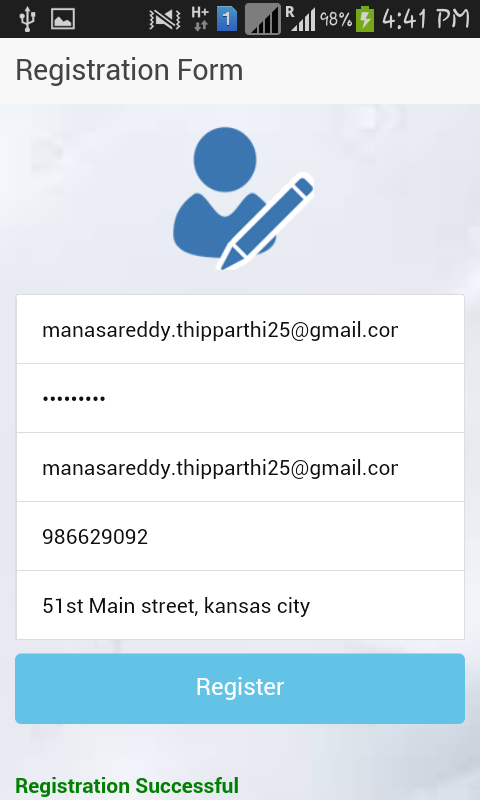 H+ 1 R 98% 4:41 PM
Registration Form
manasareddy.thipparthi25@gmail.cor
•••••••••
manasareddy.thipparthi25@gmail.cor
986629092
51st Main street, kansas city
Register
Registration Successful